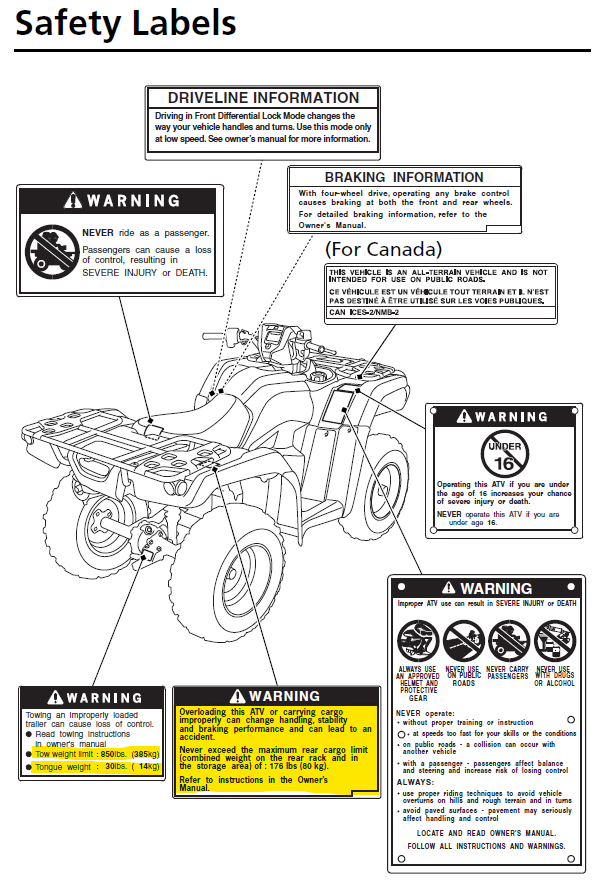 Safety Labels
DRIVELINE INFORMATION
Driving in Front Differential Lock Mode changes the
way your vehicle handles and turns. Use this mode only
at low speed. See owner's manual for more information.
BRAKING INFORMATION
With four-wheel drive, operating any brake control
causes braking at both the front and rear wheels.
For detailed braking information, refer to the
Owner's Manual.
WARNING
NEVER ride as a passenger.
Passengers can cause a loss
of control, resulting in
SEVERE INJURY or DEATH.
(For Canada)
THIS VEHICLE IS AN ALL-TERRAIN VEHICLE AND IS NOT
INTENDED FOR USE ON PUBLIC ROADS.
CE VÉHICULE EST UN VÉHICULE TOUT TERRAIN ET IL N'EST
PAS DESTINÉ À ÊTRE UTILISÉ SUR LES VOIES PUBLIQUES.
CAN ICES-2/NMB-2
WARNING
UNDER
16
Operating this ATV if you are under
the age of 16 increases your chance
of severe injury or death.
NEVER operate this ATV if you are
under age 16.
WARNING
Improper ATV use can result in SEVERE INJURY or DEATH
ALWAYS USE
AN APPROVED
HELMET AND
PROTECTIVE
GEAR
NEVER USE
ON PUBLIC
ROADS
NEVER CARRY
PASSENGERS
NEVER USE
WITH DRUGS
OR ALCOHOL
NEVER operate:
• without proper training or instruction
• at speeds too fast for your skills or the conditions
• on public roads - a collision can occur with
another vehicle
• with a passenger - passengers affect balance
and steering and increase risk of losing control
ALWAYS:
• use proper riding techniques to avoid vehicle
overturns on hills and rough terrain and in turns
• avoid paved surfaces - pavement may seriously
affect handling and control
LOCATE AND READ OWNER'S MANUAL.
FOLLOW ALL INSTRUCTIONS AND WARNINGS.
WARNING
Towing an improperly loaded
trailer can cause loss of control.
● Read towing instructions
in owner's manual
● Tow weight limit : 850lbs. (385kg)
● Tongue weight : 30lbs. ( 14kg)
WARNING
Overloading this ATV or carrying cargo
improperly can change handling, stability
and braking performance and can lead to an
accident.
Never exceed the maximum rear cargo limit
(combined weight on the rear rack and in
the storage area) of : 176 lbs (80 kg).
Refer to instructions in the Owner's
Manual.